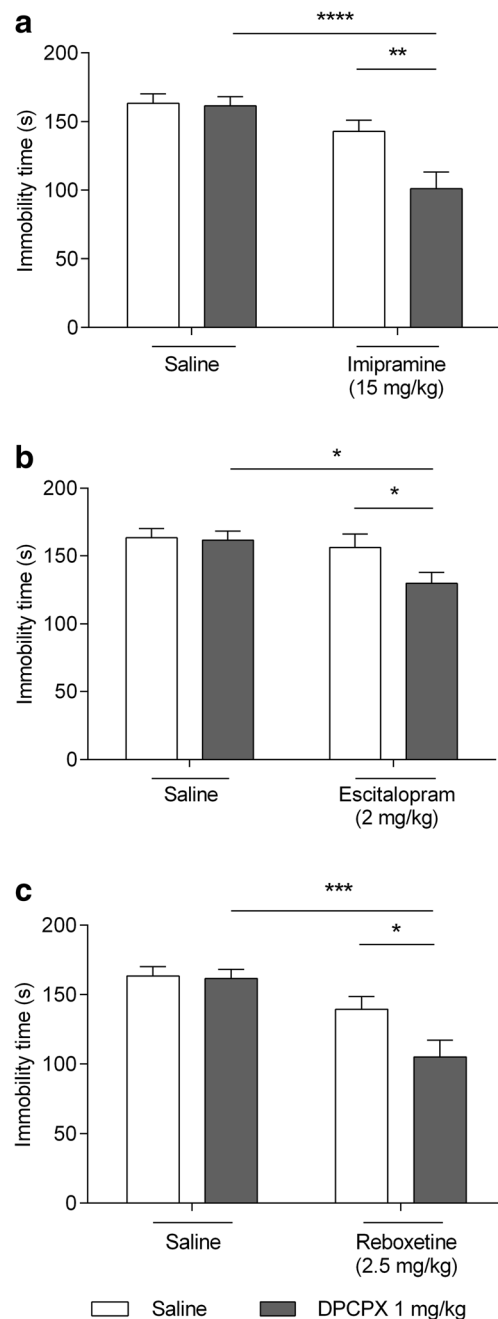 a
****
**
200
150
100
50
0
Immobility time (s)
Saline
Imipramine
(15 mg/kg)
b
*
*
200
150
100
50
0
Immobility time (s)
Saline
Escitalopram
(2 mg/kg)
c
***
*
200
150
100
50
0
Immobility time (s)
Saline
Reboxetine
(2.5 mg/kg)
Saline
DPCPX 1 mg/kg